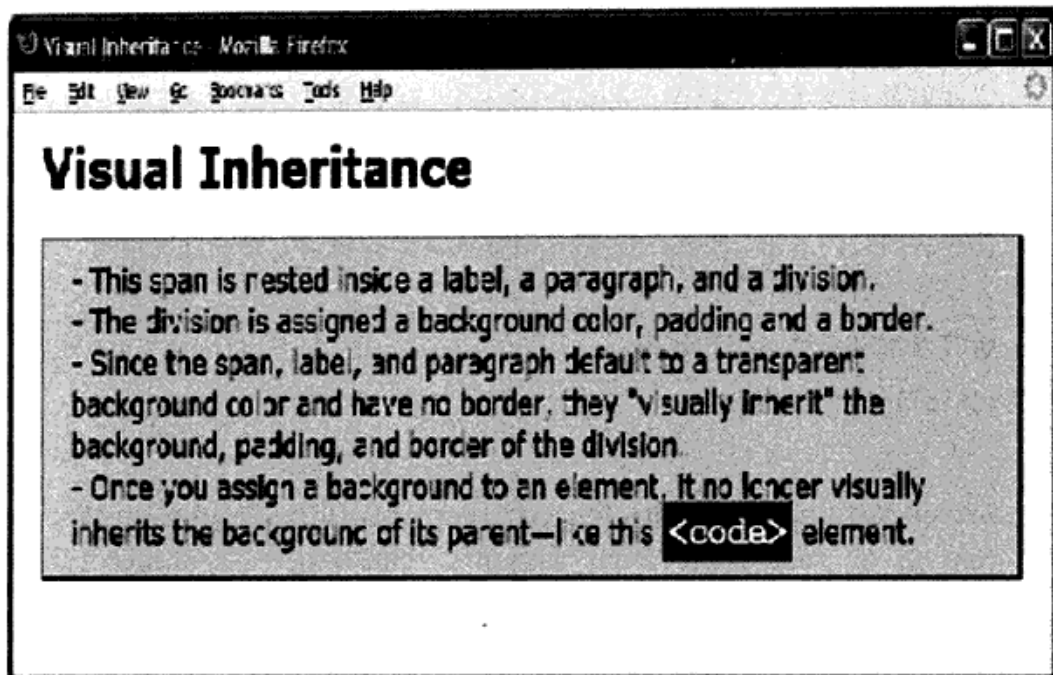 Visual Inheritance - Mozilla Firefox
File Edit View Go Bookmarks Tools Help
Visual Inheritance
- This span is nested inside a label, a paragraph, and a division.
- The division is assigned a background color, padding and a border.
- Since the span, label, and paragraph default to a transparent
background color and have no border, they "visually inherit" the
background, padding, and border of the division.
- Once you assign a background to an element, it no longer visually
inherits the background of its parent—like this <code> element.